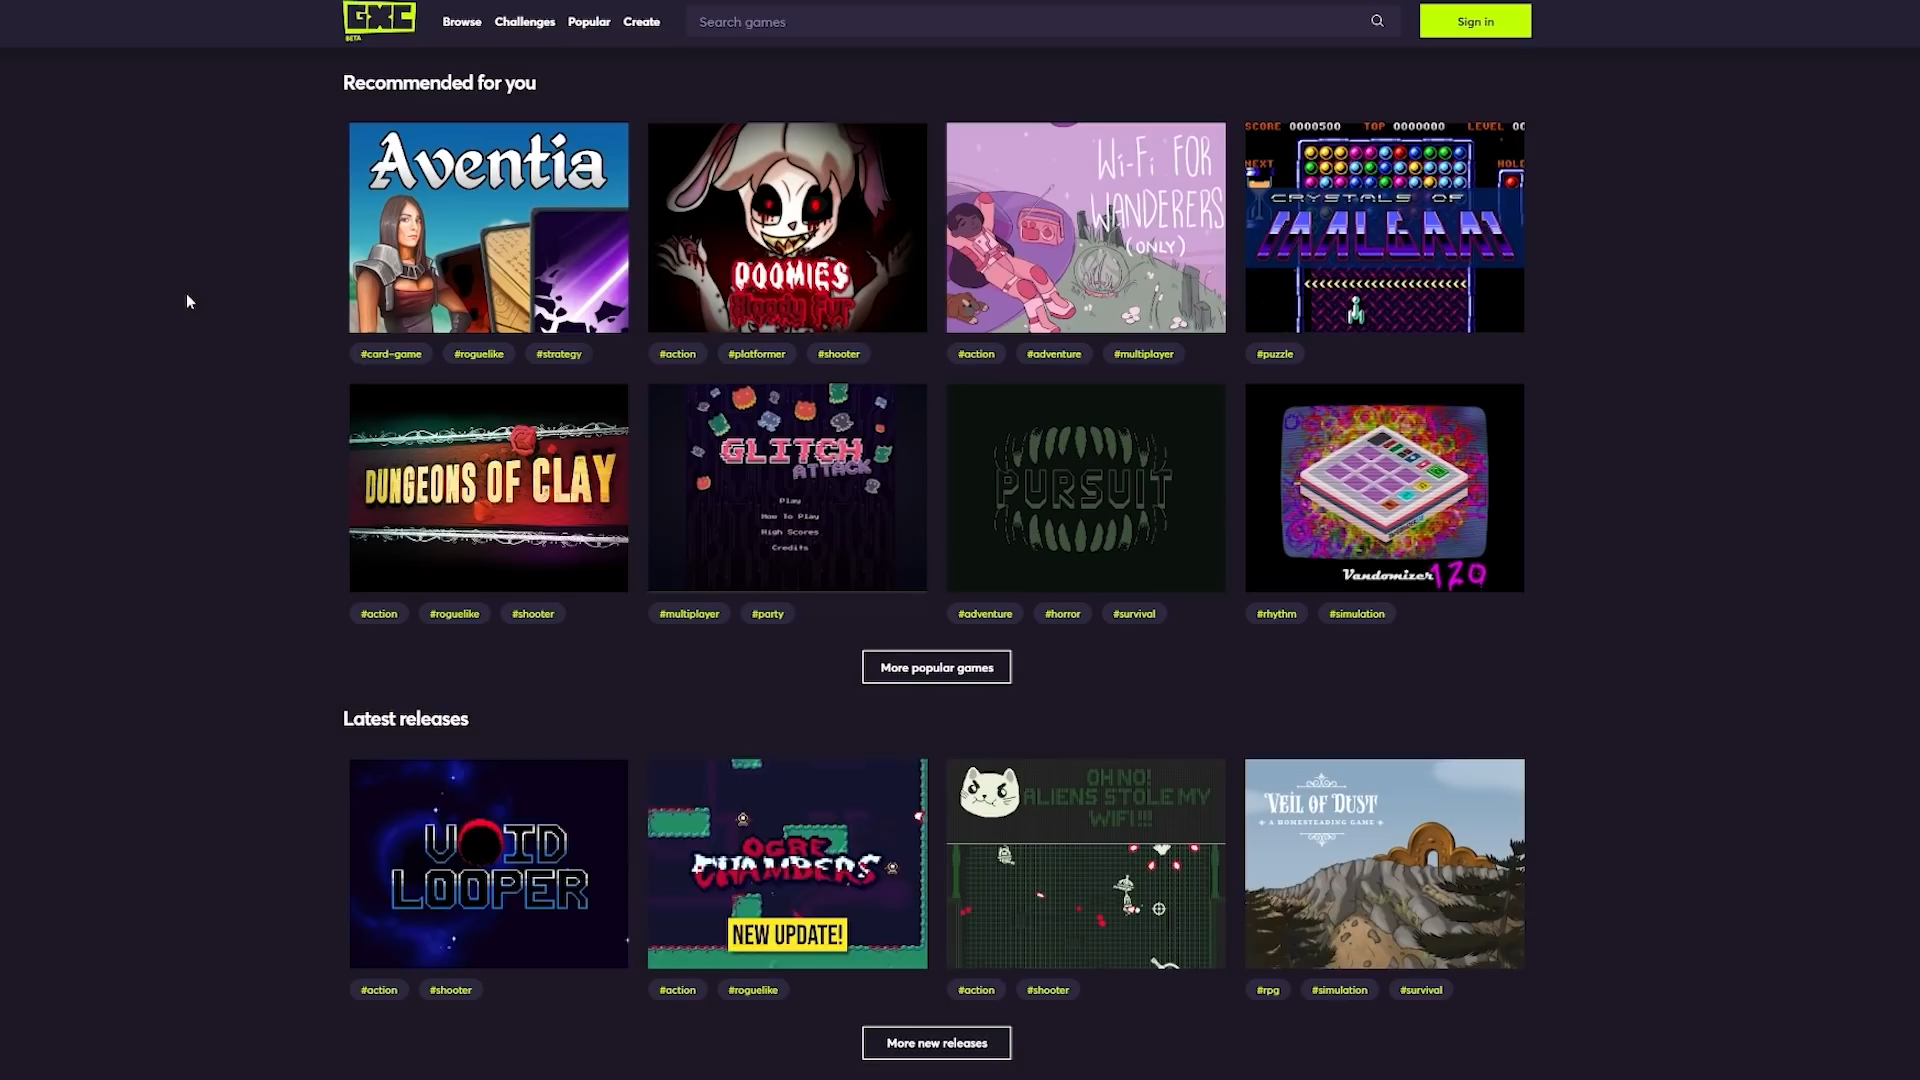 GXC
BETA
Browse
Challenges
Popular
Create
Search games
Sign in
Recommended for you
Aventia
DOOMIES
Bloody Fur
Wi-Fi FOR
WANDERERS
(ONLY)
SCORE 0000500 TOP 0000000 LEVEL 00
NEXT
HOLD
CRYSTALS OF
#card-game
#roguelike
#strategy
#action
#platformer
#shooter
#action
#adventure
#multiplayer
#puzzle
DUNGEONS OF CLAY
GLITCH
ATTACK
Play
How To Play
High Scores
Credits
PURSUIT
Vandomizer 120
#action
#roguelike
#shooter
#multiplayer
#party
#adventure
#horror
#survival
#rhythm
#simulation
More popular games
Latest releases
VOID
LOOPER
OGRE
CHAMBERS
NEW UPDATE!
OH NO!
ALIENS STOLE MY
WIFI!!!
VEIL OF DUST
A HOMESTEADING GAME
#action
#shooter
#action
#roguelike
#action
#shooter
#rpg
#simulation
#survival
More new releases